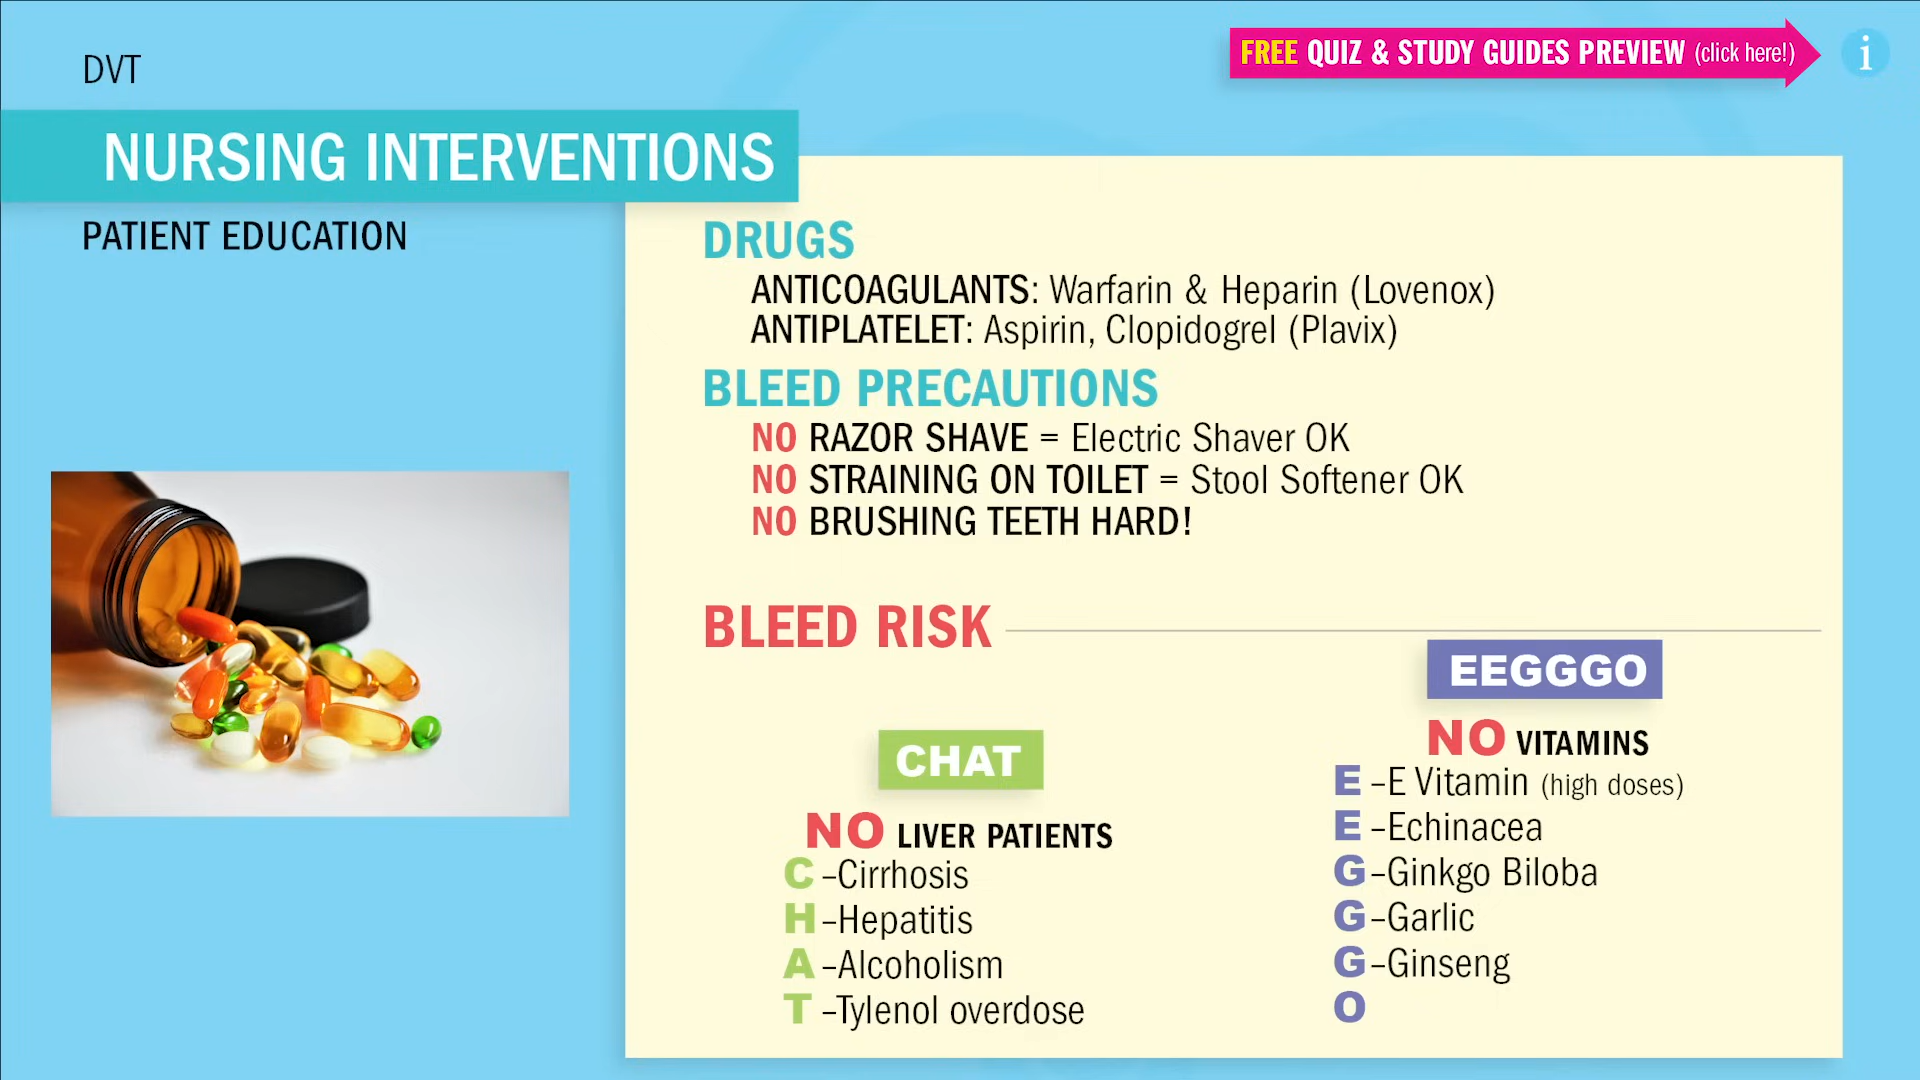 DVT
FREE QUIZ & STUDY GUIDES PREVIEW (click here!)
i
NURSING INTERVENTIONS
PATIENT EDUCATION
DRUGS
ANTICOAGULANTS: Warfarin & Heparin (Lovenox)
ANTIPLATELET: Aspirin, Clopidogrel (Plavix)
BLEED PRECAUTIONS
NO RAZOR SHAVE = Electric Shaver OK
NO STRAINING ON TOILET = Stool Softener OK
NO BRUSHING TEETH HARD!
BLEED RISK
CHAT
NO LIVER PATIENTS
C –Cirrhosis
H –Hepatitis
A –Alcoholism
T –Tylenol overdose
EEGGGO
NO VITAMINS
E –E Vitamin (high doses)
E –Echinacea
G –Ginkgo Biloba
G –Garlic
G –Ginseng
O